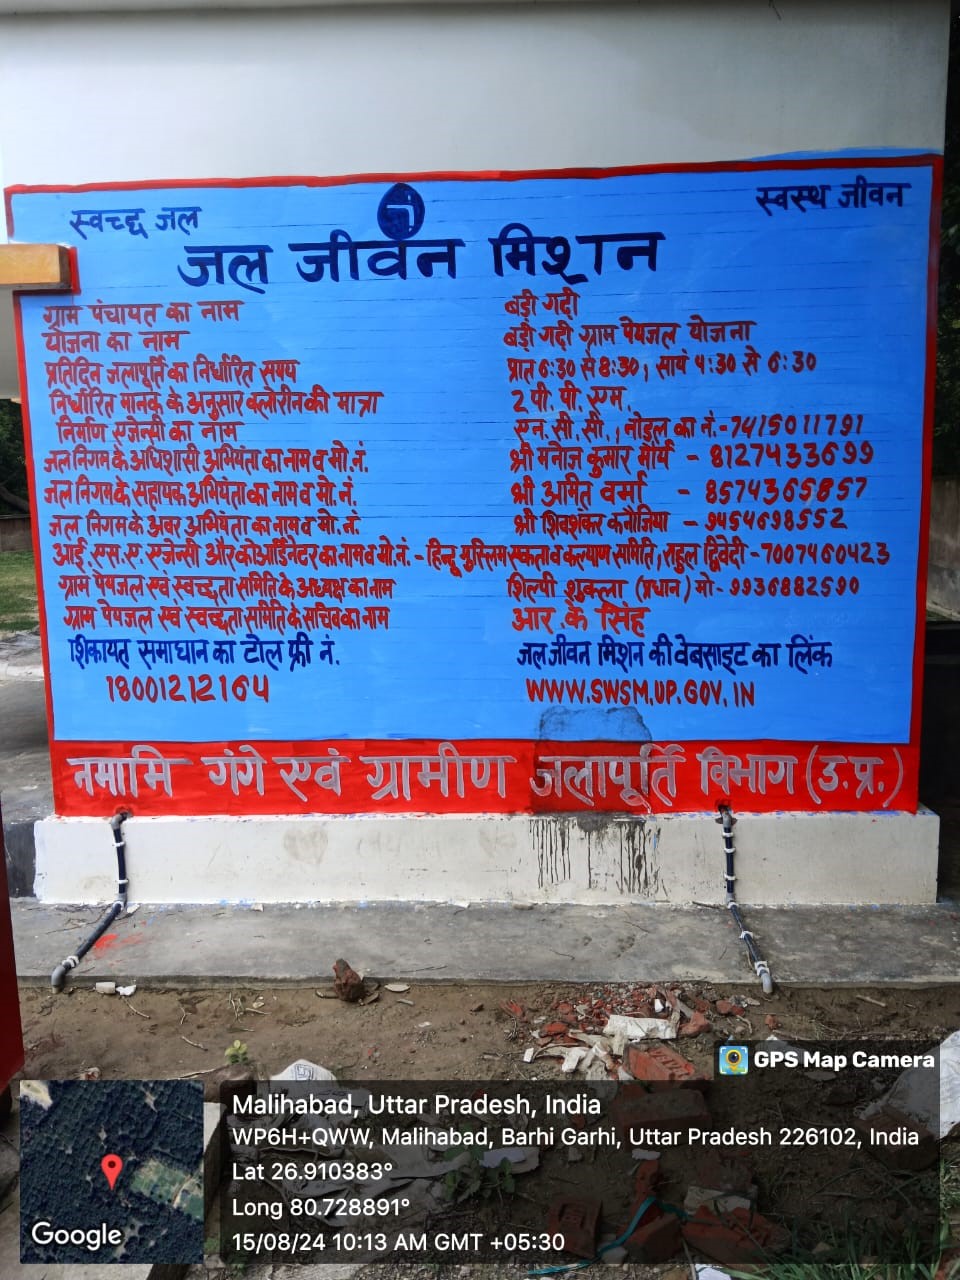 स्वच्छ जल
स्वस्थ जीवन
जल जीवन मिशन
ग्राम पंचायत का नाम बड़ी गढ़ी
योजना का नाम बड़ी गढ़ी ग्राम पेयजल योजना
प्रतिदिन जलापूर्ति का निर्धारित समय प्रात 6:30 से 8:30, सायं 4:30 से 6:30
निर्धारित मानक के अनुसार क्लोरीन की मात्रा 2 पी. पी. एम.
निर्माण एजेन्सी का नाम एन. सी. सी., नोडल का नं.-7415011791
जल निगम के अधिशासी अभियंता का नाम व मो. नं. श्री मनोज कुमार मौर्य - 8127433699
जल निगम के सहायक अभियंता का नाम व मो. नं. श्री अमित वर्मा - 8574365857
जल निगम के अवर अभियंता का नाम व मो. नं. श्री शिवशंकर कनौजिया - 9454698552
आई. एस. ए. एजेन्सी और कोआर्डिनेटर का नाम व मो. नं. - हिन्दू मुस्लिम एकता व कल्याण समिति, राहुल द्विवेदी -7007460423
ग्राम पेयजल एवं स्वच्छता समिति के अध्यक्ष का नाम शिल्पी शुक्ला (प्रधान) मो- 9936882590
ग्राम पेयजल एवं स्वच्छता समिति के सचिव का नाम आर. के सिंह
शिकायत समाधान का टोल फ्री नं. जल जीवन मिशन की वेबसाइट का लिंक
18001212164 WWW.SWSM.UP.GOV.IN
नमामि गंगे एवं ग्रामीण जलापूर्ति विभाग (उ.प्र.)
GPS Map Camera
Malihabad, Uttar Pradesh, India
WP6H+QWW, Malihabad, Barhi Garhi, Uttar Pradesh 226102, India
Lat 26.910383°
Long 80.728891°
15/08/24 10:13 AM GMT +05:30
Google